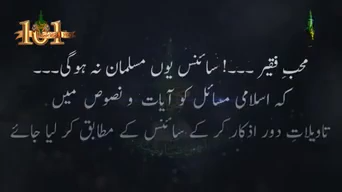 101
محب فقیر ۔۔۔! سائنس یوں مسلمان نہ ہوگی۔۔۔
کہ اسلامی مسائل کو آیات و نصوص میں
تاویلات دور اذکار کر کے سائنس کے مطابق کر لیا جائے